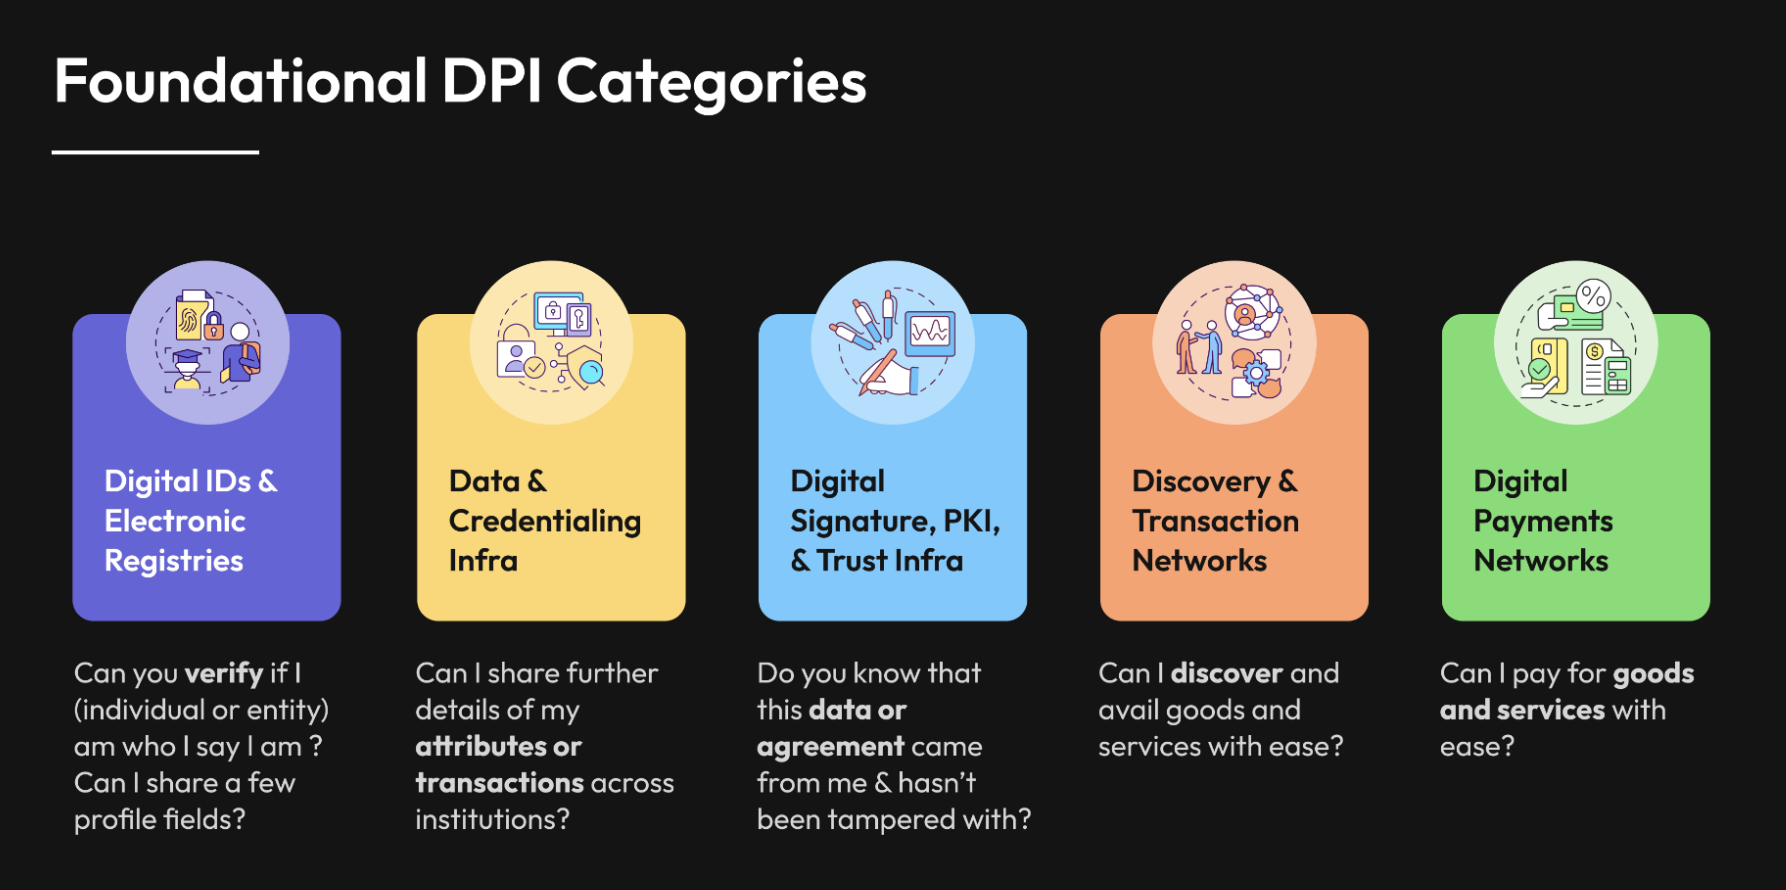 Foundational DPI Categories
Digital IDs &
Electronic
Registries
Can you verify if I
(individual or entity)
am who I say I am ?
Can I share a few
profile fields?
Data &
Credentialing
Infra
Can I share further
details of my
attributes or
transactions across
institutions?
Digital
Signature, PKI,
& Trust Infra
Do you know that
this data or
agreement came
from me & hasn't
been tampered with?
Discovery &
Transaction
Networks
Can I discover and
avail goods and
services with ease?
%
$
Digital
Payments
Networks
Can I pay for goods
and services with
ease?